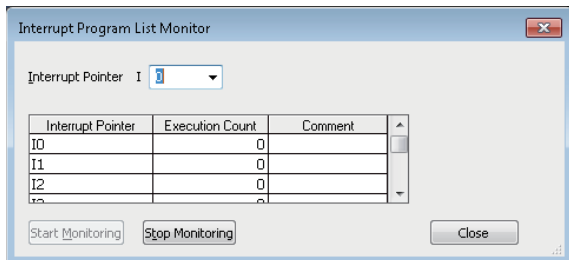 Interrupt Program List Monitor
Interrupt Pointer I 0
Interrupt Pointer Execution Count Comment
I0 0
I1 0
I2 0
Start Monitoring Stop Monitoring Close